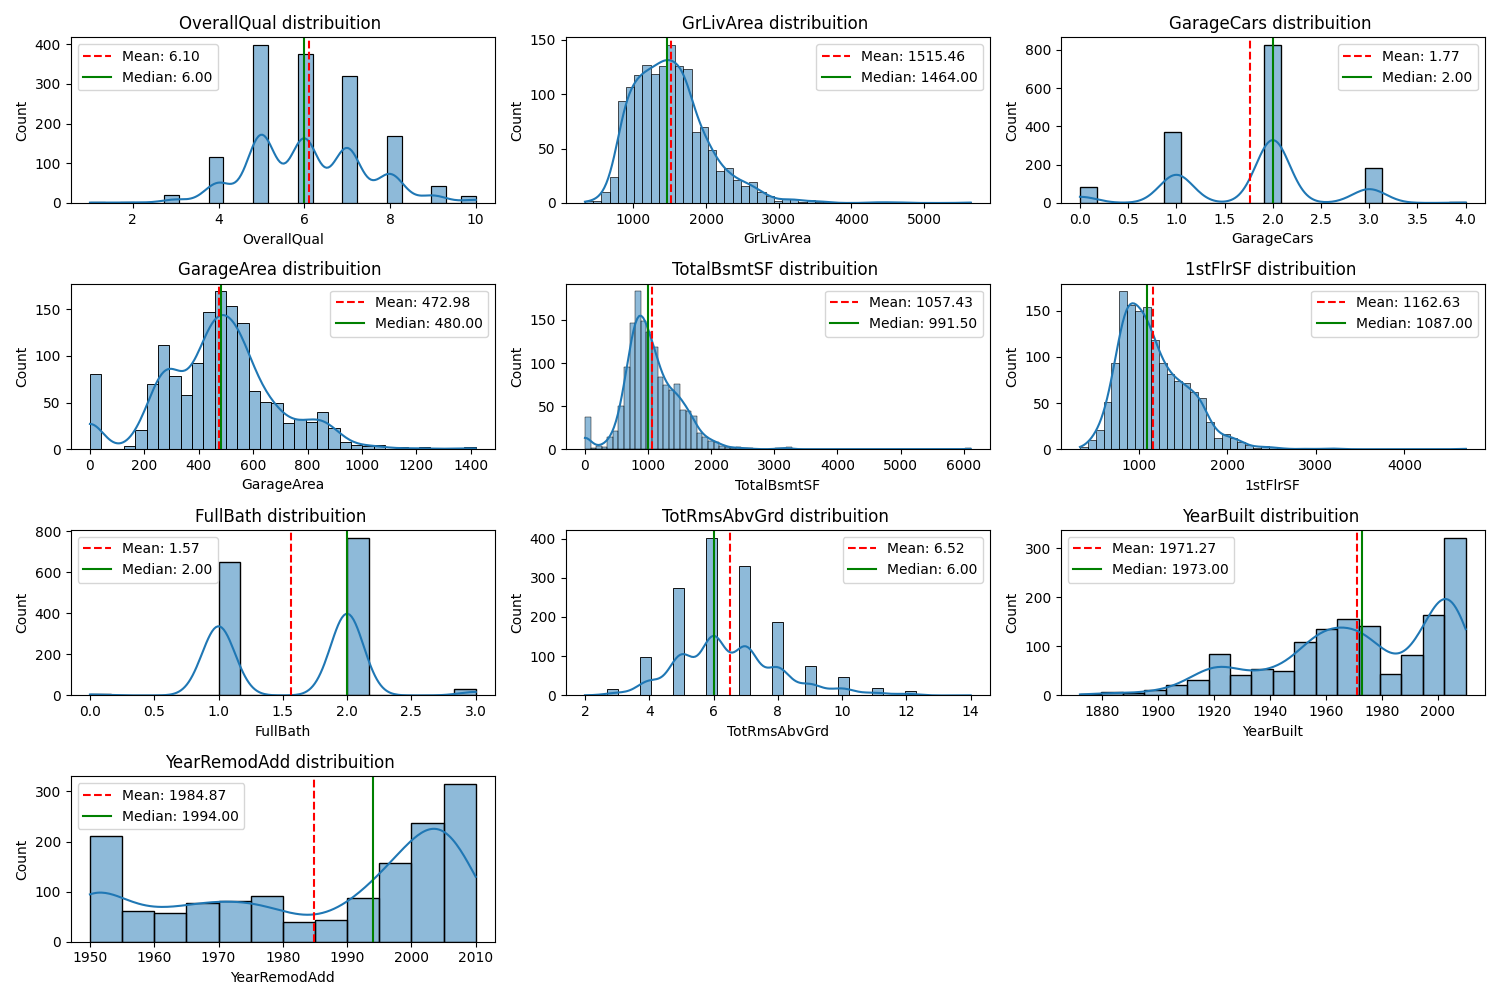 OverallQual distribuition
Mean: 6.10
Median: 6.00
400
300
200
100
0
Count
2
4
6
8
10
OverallQual
GrLivArea distribuition
Mean: 1515.46
Median: 1464.00
150
100
50
0
Count
1000
2000
3000
4000
5000
GrLivArea
GarageCars distribuition
Mean: 1.77
Median: 2.00
800
600
400
200
0
Count
0.0
0.5
1.0
1.5
2.0
2.5
3.0
3.5
4.0
GarageCars
GarageArea distribuition
Mean: 472.98
Median: 480.00
150
100
50
0
Count
0
200
400
600
800
1000
1200
1400
GarageArea
TotalBsmtSF distribuition
Mean: 1057.43
Median: 991.50
150
100
50
0
Count
0
1000
2000
3000
4000
5000
6000
TotalBsmtSF
1stFlrSF distribuition
Mean: 1162.63
Median: 1087.00
150
100
50
0
Count
1000
2000
3000
4000
1stFlrSF
FullBath distribuition
Mean: 1.57
Median: 2.00
800
600
400
200
0
Count
0.0
0.5
1.0
1.5
2.0
2.5
3.0
FullBath
TotRmsAbvGrd distribuition
Mean: 6.52
Median: 6.00
400
300
200
100
0
Count
2
4
6
8
10
12
14
TotRmsAbvGrd
YearBuilt distribuition
Mean: 1971.27
Median: 1973.00
300
200
100
0
Count
1880
1900
1920
1940
1960
1980
2000
YearBuilt
YearRemodAdd distribuition
Mean: 1984.87
Median: 1994.00
300
200
100
0
Count
1950
1960
1970
1980
1990
2000
2010
YearRemodAdd